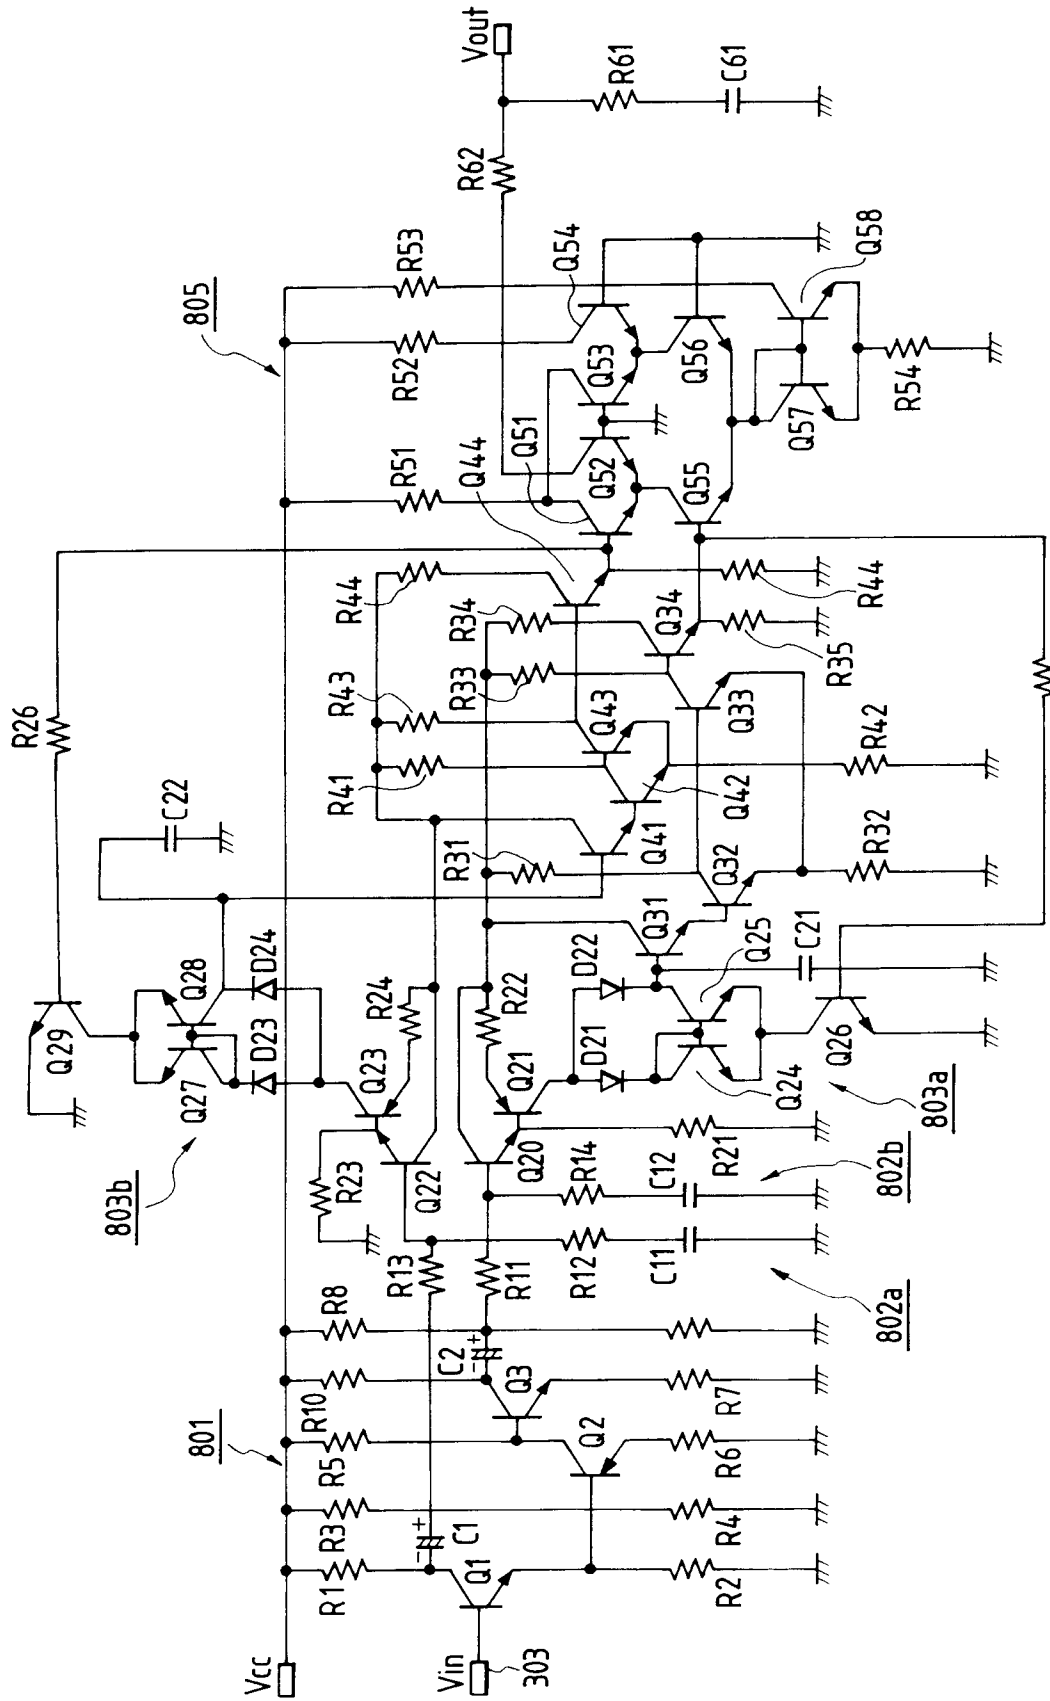 Vcc
Vin
303
801
R1
R3
R5
R10
R8
C1
Q1
C2
Q3
Q2
R2
R4
R6
R7
803b
R23
R13
Q22
R11
Q20
R12
R14
C11
C12
R21
802a
802b
Q29
Q27
Q28
D23
D24
Q23
R24
R22
Q21
D21
D22
Q24
Q25
Q26
803a
C21
C22
R26
R41
R43
R44
R31
R33
R34
Q31
Q32
Q41
Q42
Q43
Q33
Q34
R32
R42
R35
R44
Q44
Q51
R51
Q52
Q53
Q54
R52
R53
805
Q55
Q56
Q57
Q58
R54
R62
Vout
R61
C61